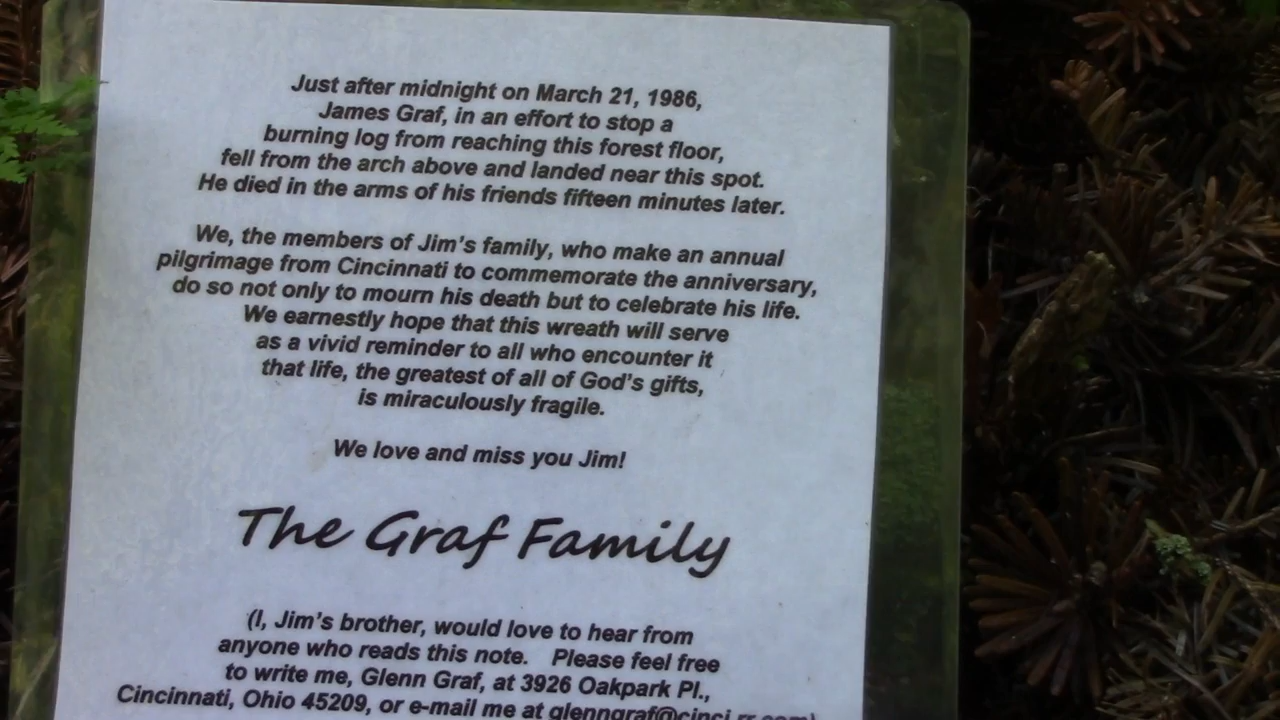 Just after midnight on March 21, 1986,
James Graf, in an effort to stop a
burning log from reaching this forest floor,
fell from the arch above and landed near this spot.
He died in the arms of his friends fifteen minutes later.
We, the members of Jim's family, who make an annual
pilgrimage from Cincinnati to commemorate the anniversary,
do so not only to mourn his death but to celebrate his life.
We earnestly hope that this wreath will serve
as a vivid reminder to all who encounter it
that life, the greatest of all of God's gifts,
is miraculously fragile.
We love and miss you Jim!
The Graf Family
(I, Jim's brother, would love to hear from
anyone who reads this note. Please feel free
to write me, Glenn Graf, at 3926 Oakpark Pl.,
Cincinnati, Ohio 45209, or e-mail me at glenngraf@cinci.rr.com)